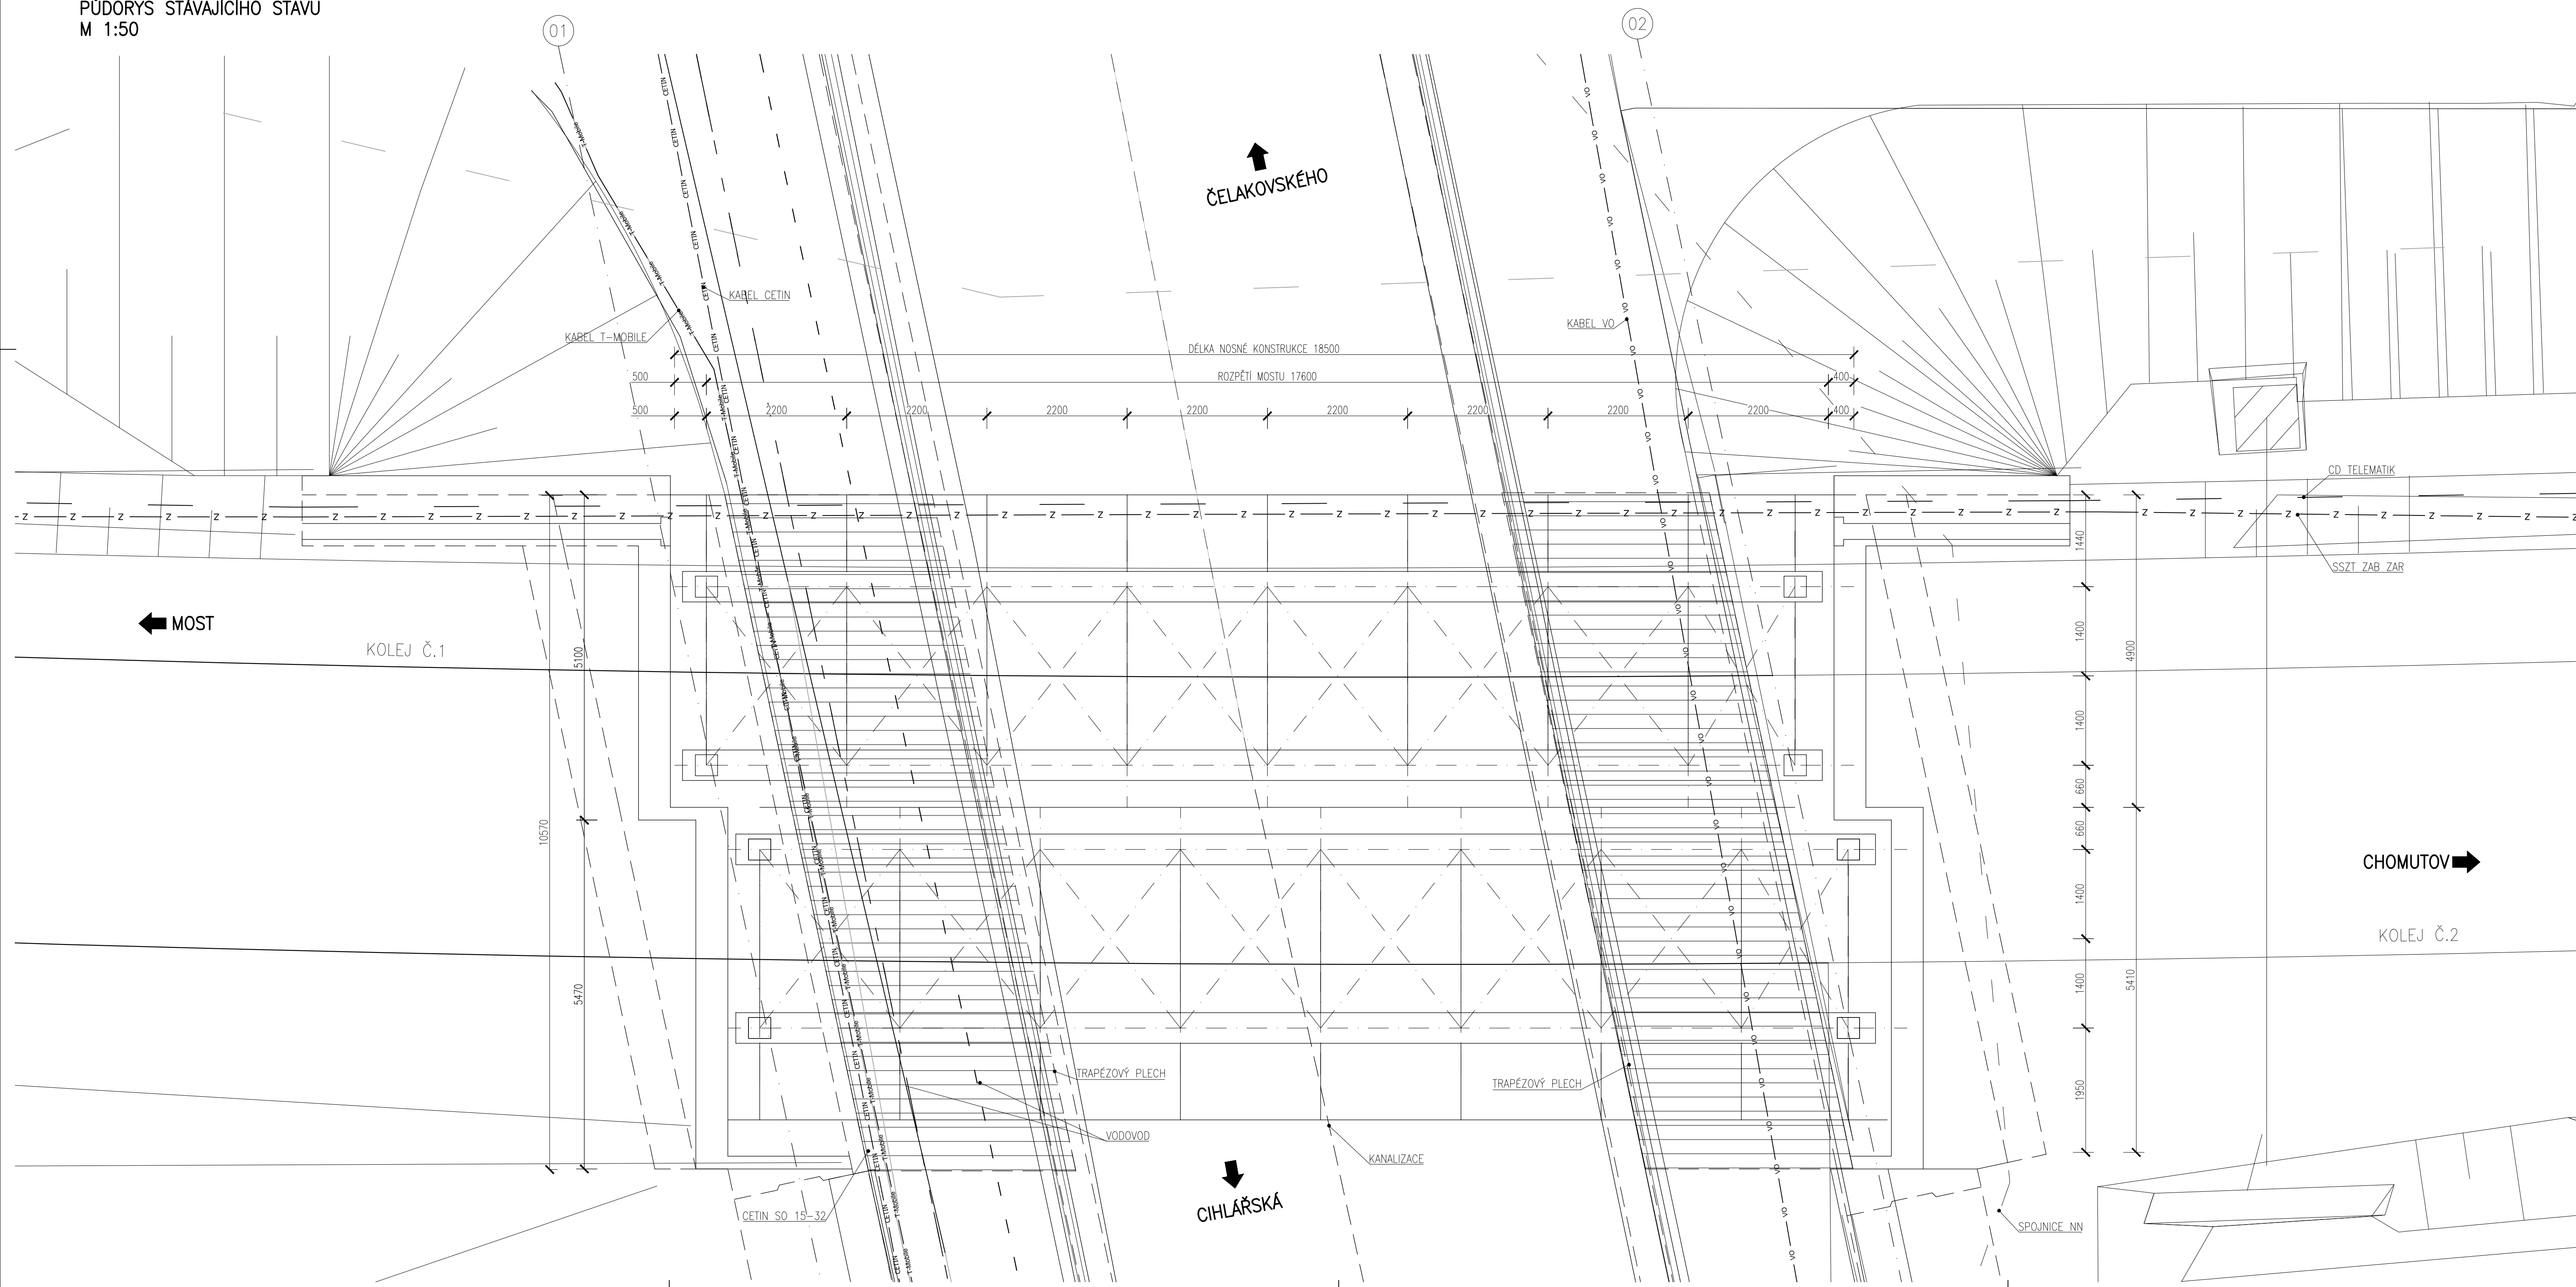 PŮDORYS STÁVAJÍCÍHO STAVU
M 1:50
01
02
ČELAKOVSKÉHO
KABEL CETIN
KABEL T-MOBILE
KABEL VO
DÉLKA NOSNÉ KONSTRUKCE 18500
500
ROZPĚTÍ MOSTU 17600
400
500
2200
2200
2200
2200
2200
2200
2200
2200
400
CD TELEMATIK
SSZT ZAB ZAR
MOST
KOLEJ Č.1
5100
10570
5470
1440
1400
1400
660
660
1400
1400
1950
4900
5410
CHOMUTOV
KOLEJ Č.2
TRAPÉZOVÝ PLECH
TRAPÉZOVÝ PLECH
VODOVOD
KANALIZACE
CIHLÁŘSKÁ
CETIN SO 15-32
SPOJNICE NN
CETIN
T-Mobile
VO
Z